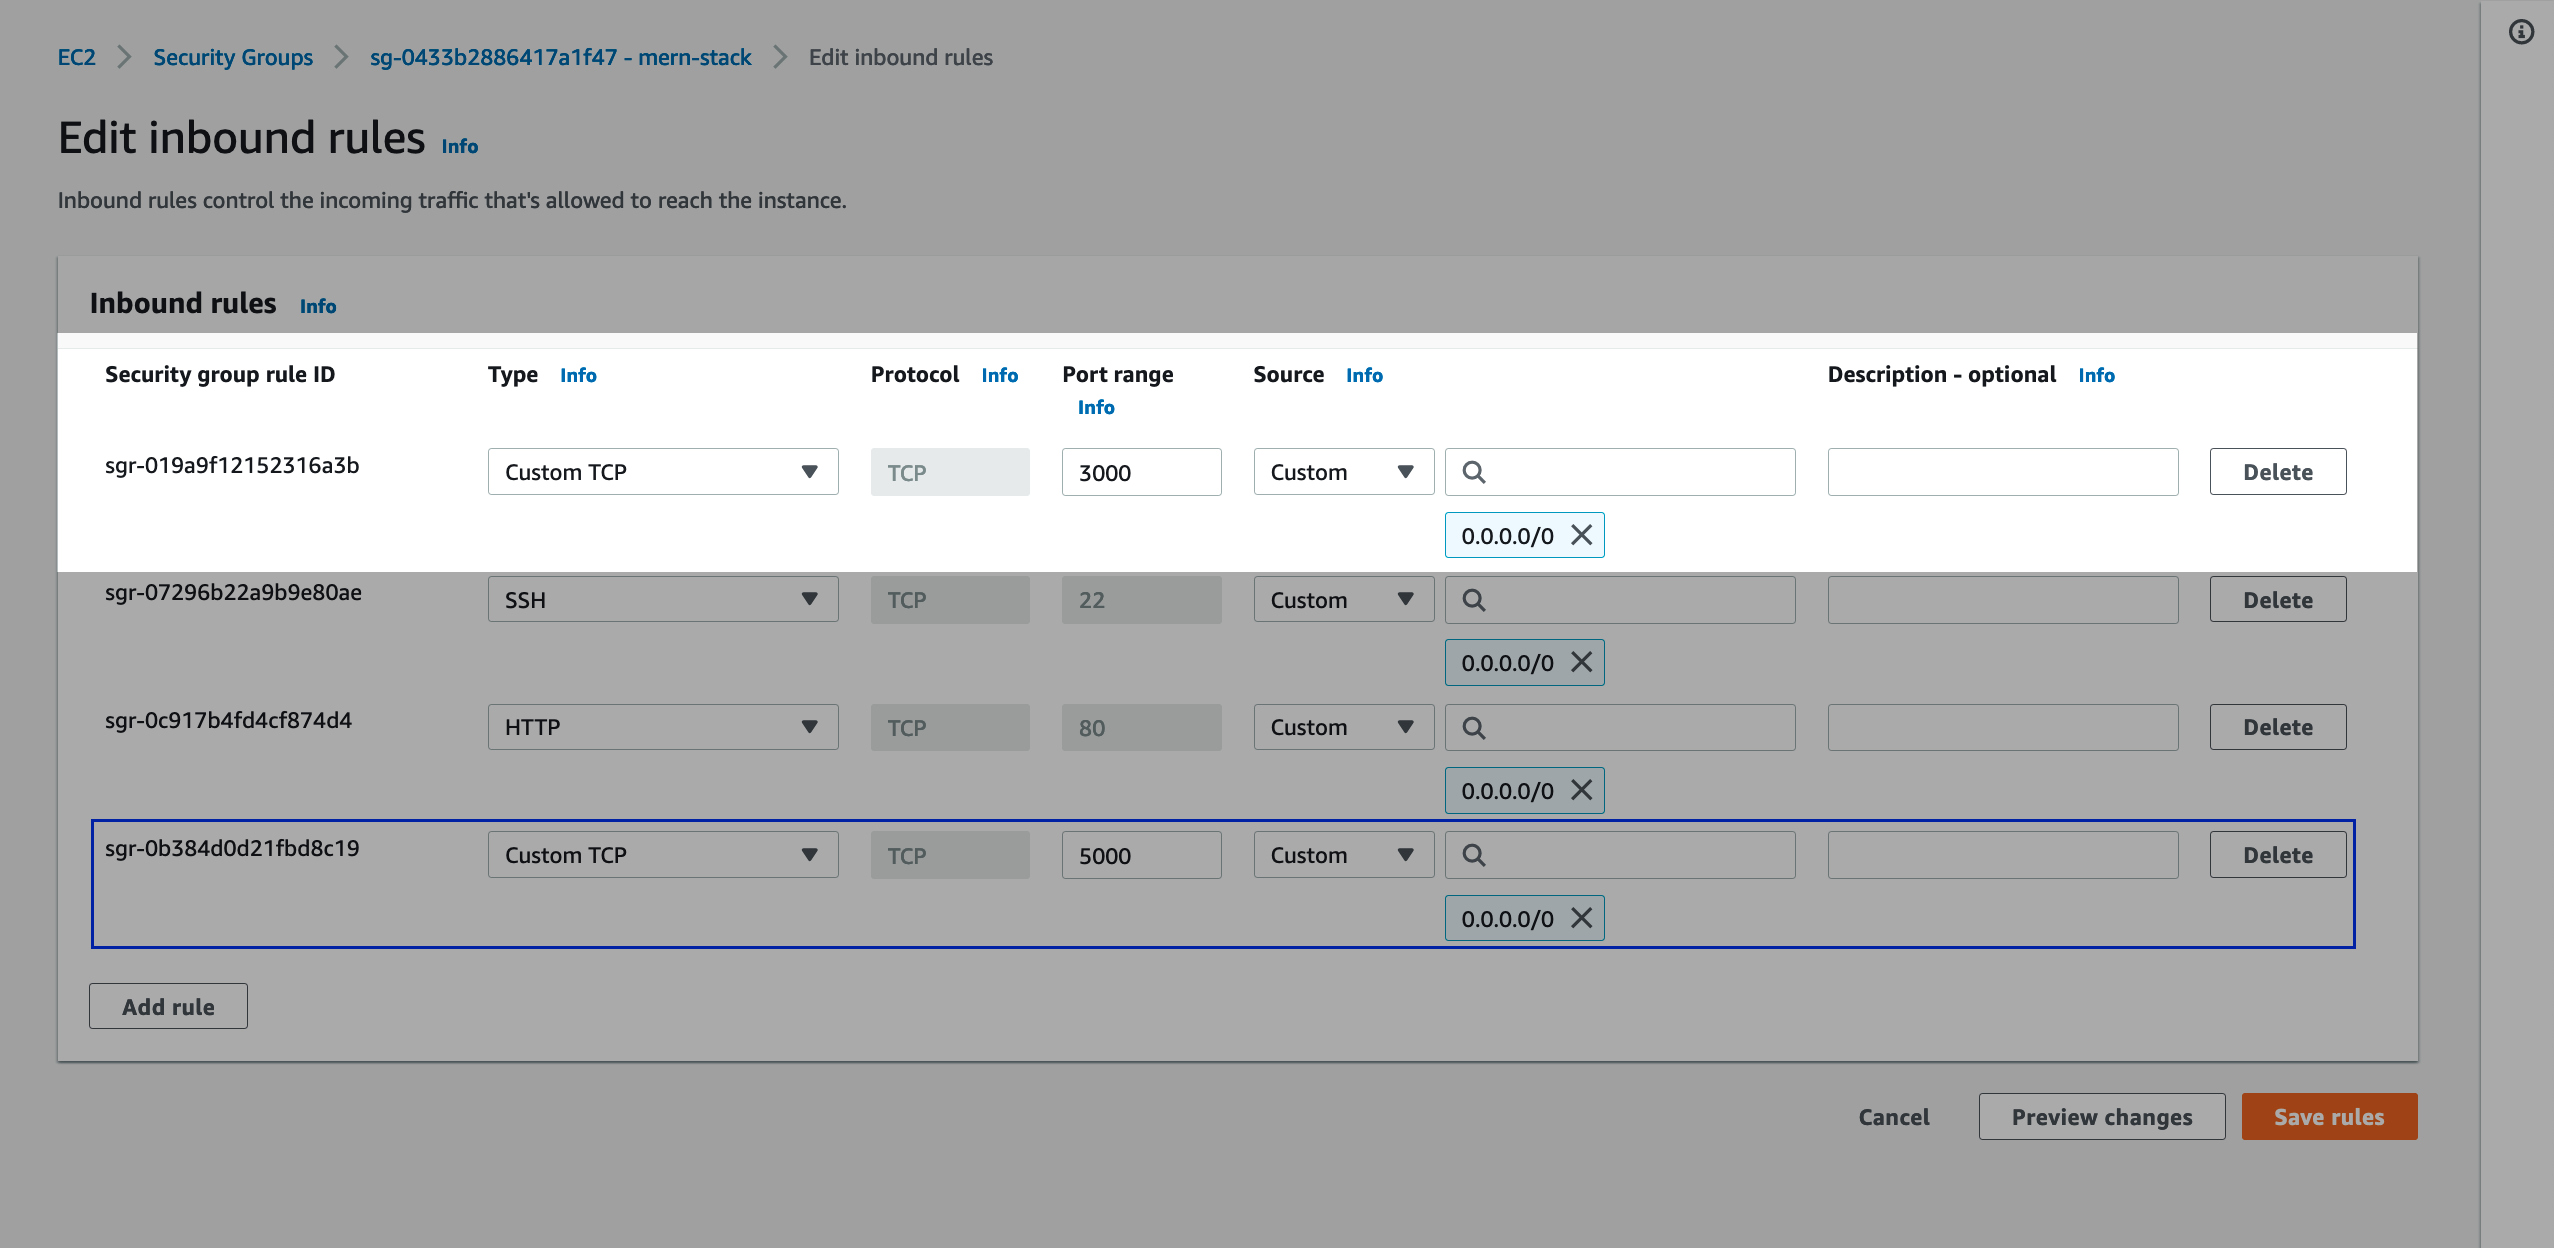 EC2 > Security Groups > sg-0433b2886417a1f47 - mern-stack > Edit inbound rules
Edit inbound rules Info
Inbound rules control the incoming traffic that's allowed to reach the instance.
Inbound rules Info
Security group rule ID Type Info Protocol Info Port range Info Source Info Description - optional Info
sgr-019a9f12152316a3b Custom TCP TCP 3000 Custom Delete
0.0.0.0/0
sgr-07296b22a9b9e80ae SSH TCP 22 Custom Delete
0.0.0.0/0
sgr-0c917b4fd4cf874d4 HTTP TCP 80 Custom Delete
0.0.0.0/0
sgr-0b384d0d21fbd8c19 Custom TCP TCP 5000 Custom Delete
0.0.0.0/0
Add rule
Cancel Preview changes Save rules